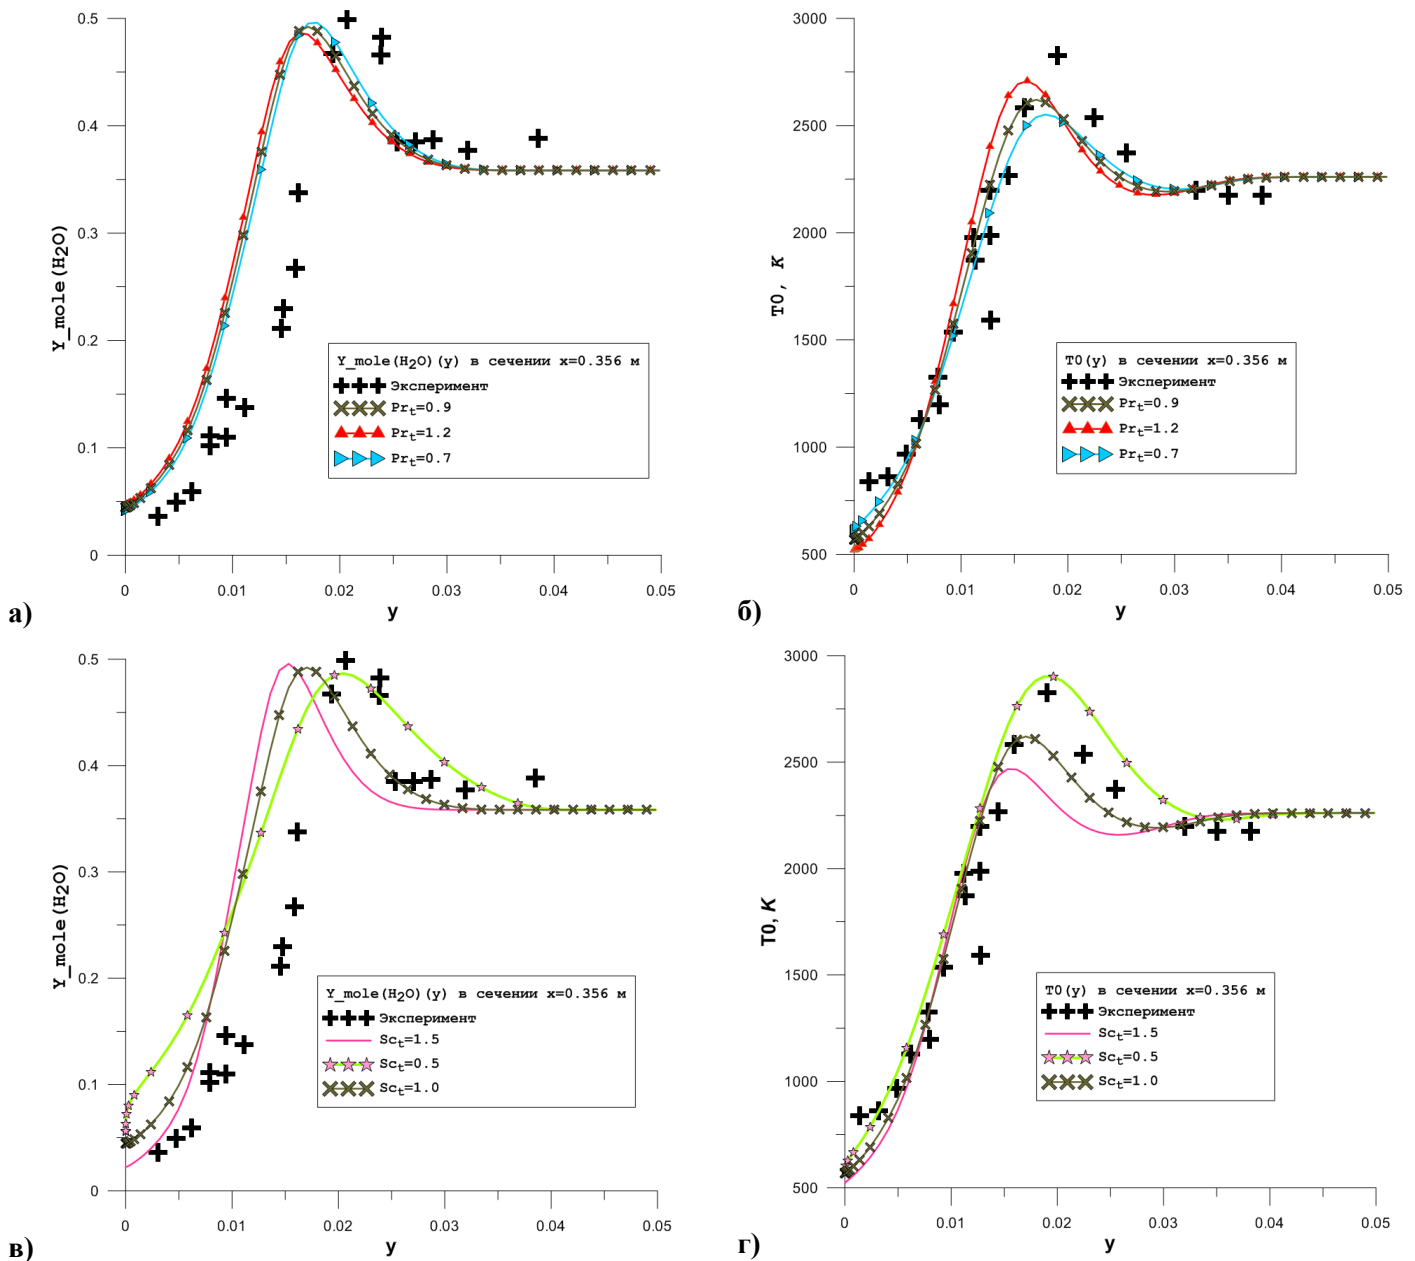 0.5
0.4
0.3
0.2
0.1
0
Y_mole(H2O)
0
0.01
0.02
0.03
0.04
0.05
y
Y_mole(H2O)(y) в сечении x=0.356 м
Эксперимент
Prt=0.9
Prt=1.2
Prt=0.7
а)
3000
2500
2000
1500
1000
500
T0, K
0
0.01
0.02
0.03
0.04
0.05
y
T0(y) в сечении x=0.356 м
Эксперимент
Prt=0.9
Prt=1.2
Prt=0.7
б)
0.5
0.4
0.3
0.2
0.1
0
Y_mole(H2O)
0
0.01
0.02
0.03
0.04
0.05
y
Y_mole(H2O)(y) в сечении x=0.356 м
Эксперимент
Sct=1.5
Sct=0.5
Sct=1.0
в)
3000
2500
2000
1500
1000
500
T0, K
0
0.01
0.02
0.03
0.04
0.05
y
T0(y) в сечении x=0.356 м
Эксперимент
Sct=1.5
Sct=0.5
Sct=1.0
г)